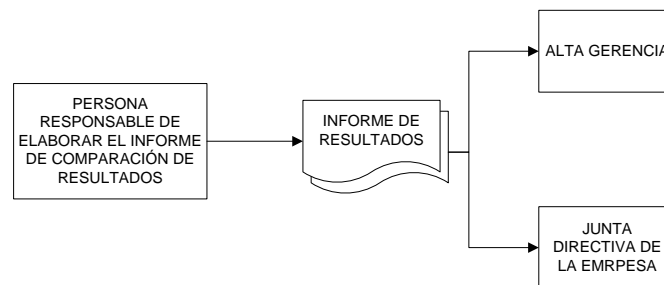 PERSONA
RESPONSABLE DE
ELABORAR EL INFORME
DE COMPARACIÓN DE
RESULTADOS
INFORME DE
RESULTADOS
ALTA GERENCIA
JUNTA
DIRECTIVA DE
LA EMRPESA